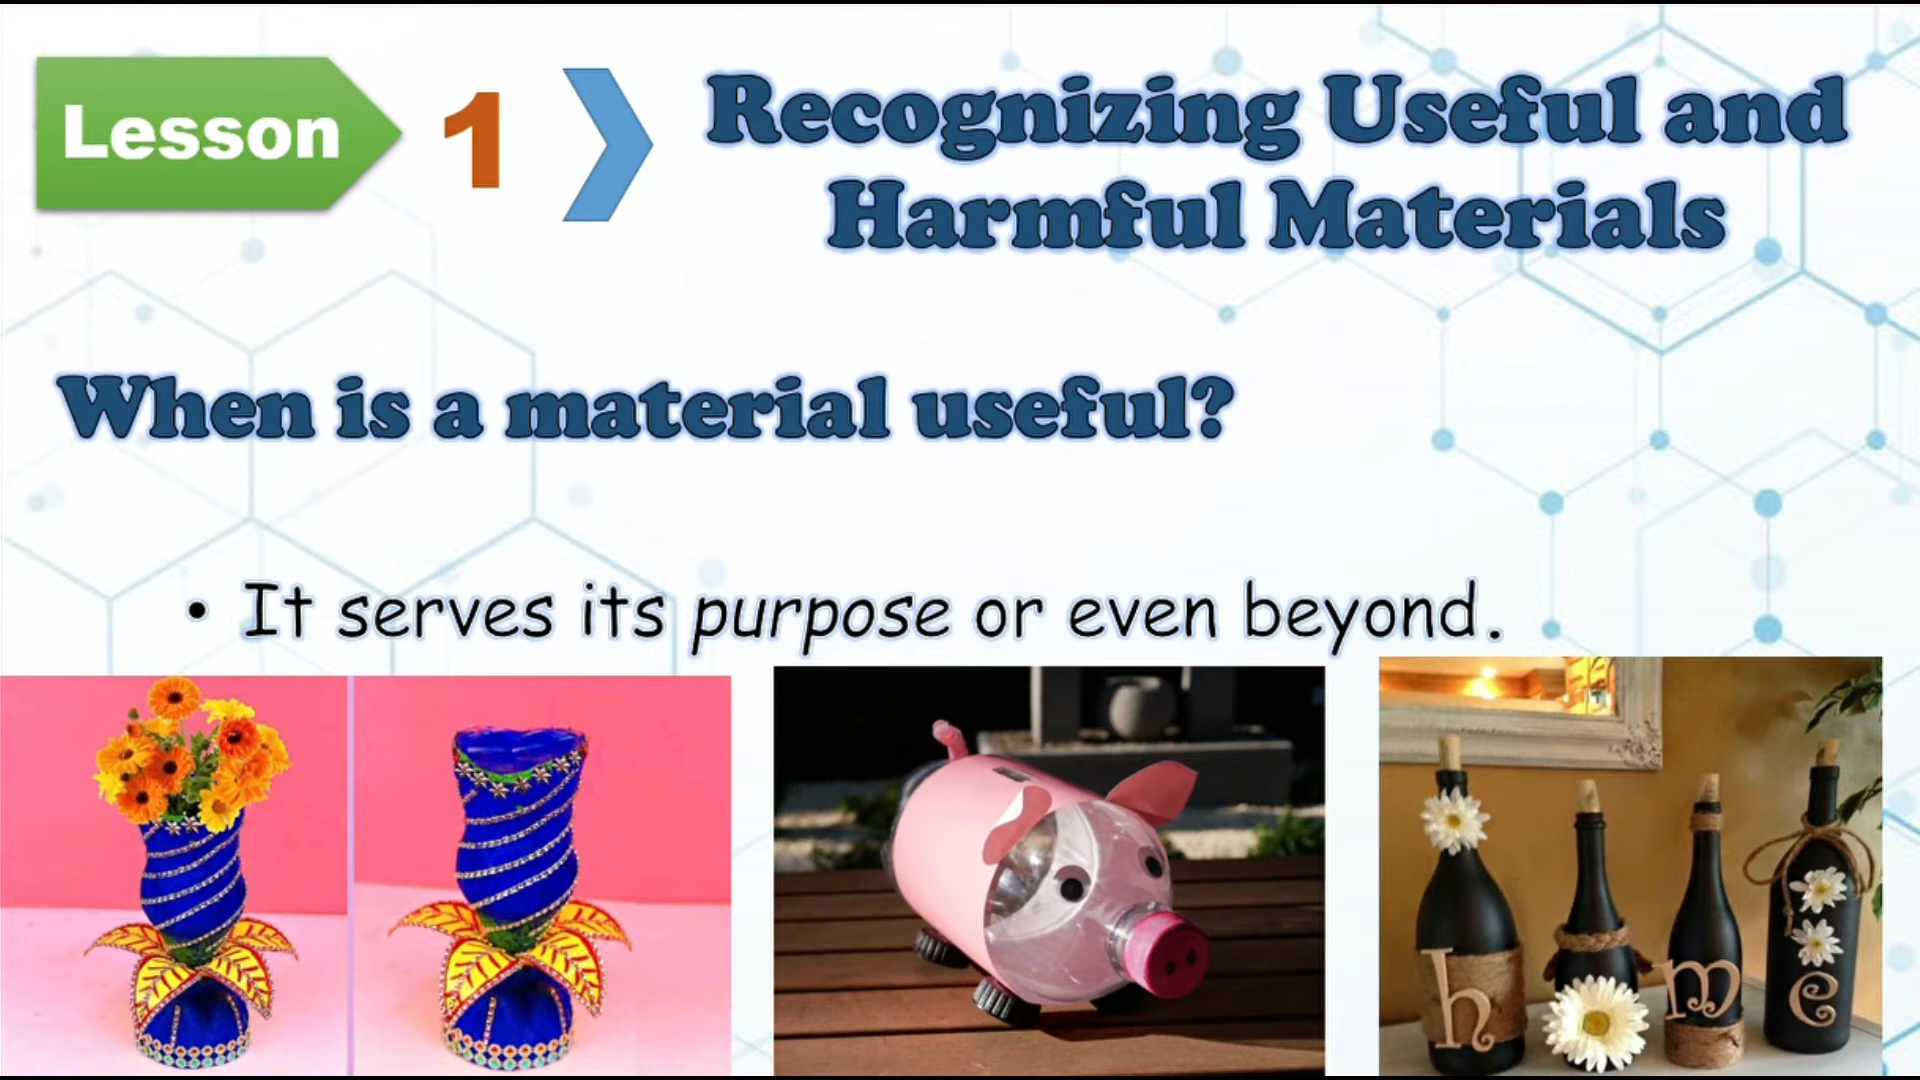 Lesson 1 Recognizing Useful and
Harmful Materials
When is a material useful?
• It serves its purpose or even beyond.
h m e